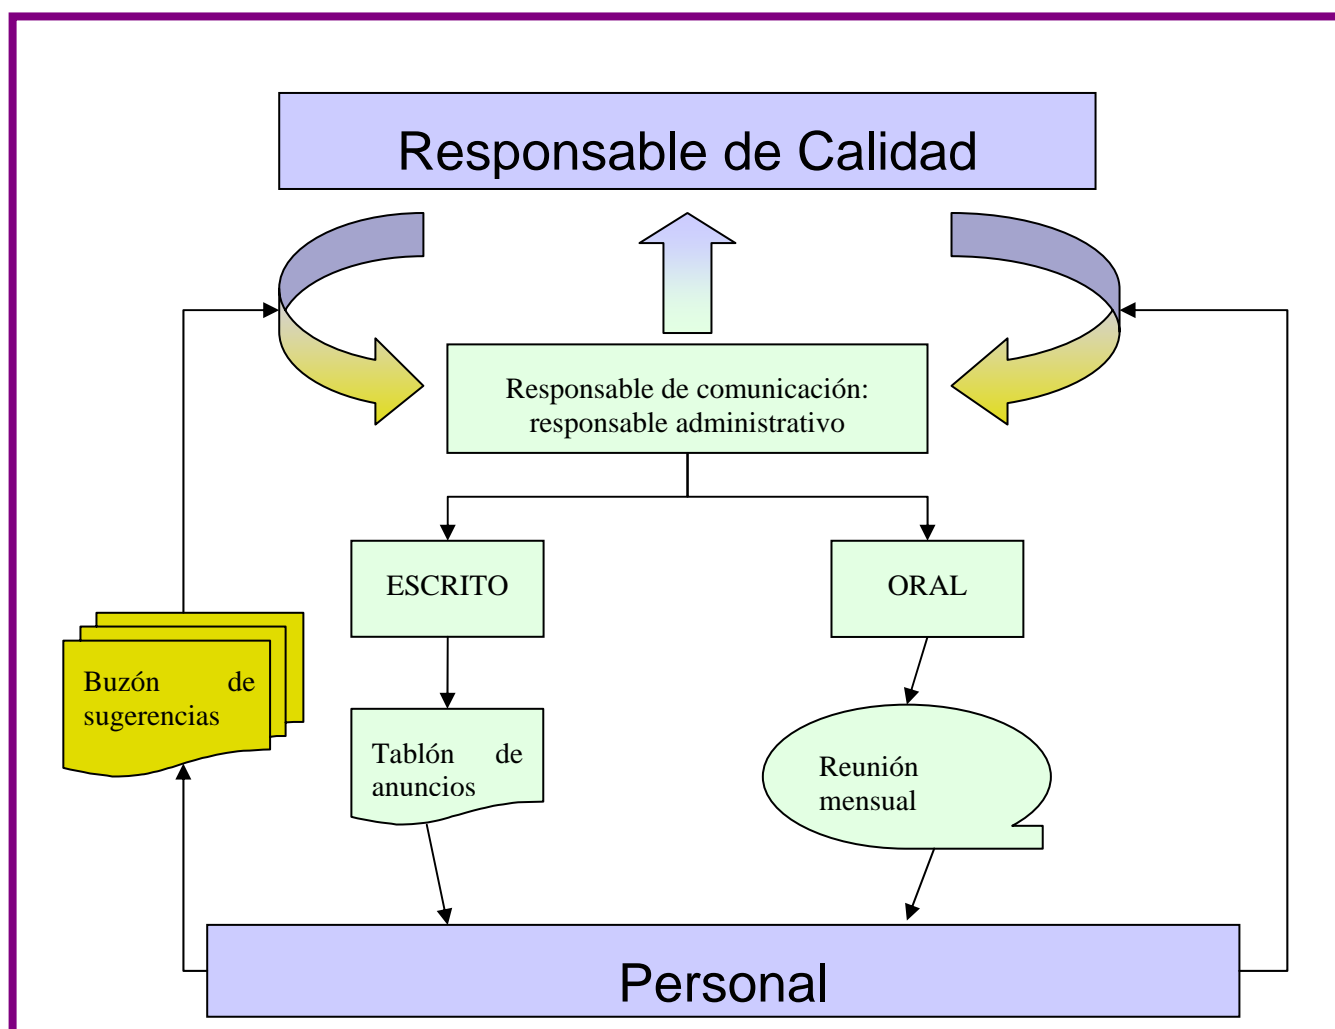 Responsable de Calidad
Responsable de comunicación:
responsable administrativo
ESCRITO
ORAL
Buzón de
sugerencias
Tablón de
anuncios
Reunión
mensual
Personal